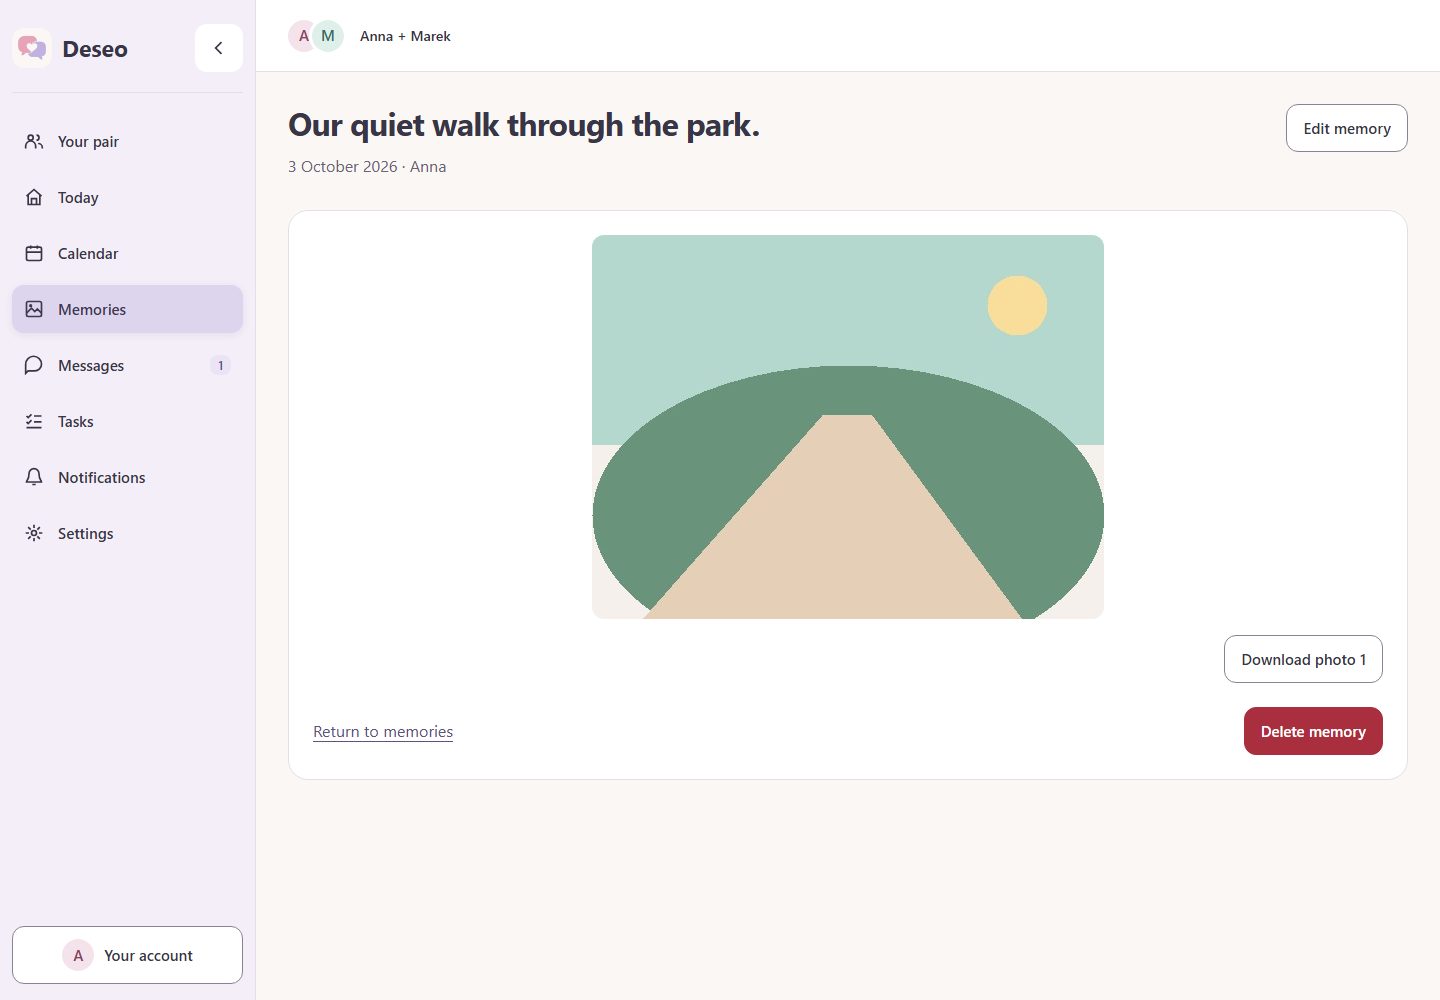 Deseo
Your pair
Today
Calendar
Memories
Messages 1
Tasks
Notifications
Settings
A Your account
A M Anna + Marek
Our quiet walk through the park.
3 October 2026 · Anna
Edit memory
Download photo 1
Return to memories
Delete memory